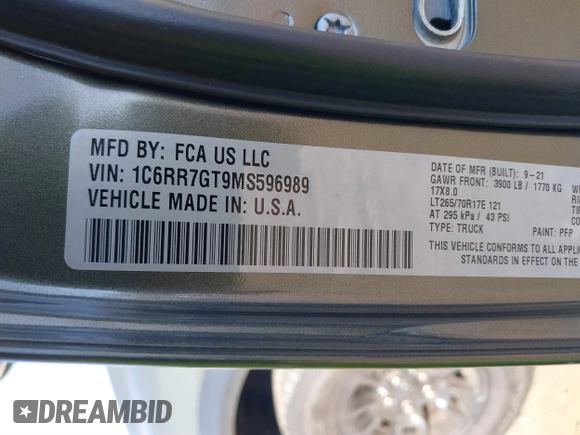 MFD BY: FCA US LLC
VIN: 1C6RR7GT9MS596989
VEHICLE MADE IN: U.S.A.
DATE OF MFR (BUILT): 9-21
GAWR FRONT: 3900 LB / 1770 KG
17X8.0
LT265/70R17E 121
AT 295 kPa / 43 PSI
TYPE: TRUCK PAINT: PFP
THIS VEHICLE CONFORMS TO ALL
STANDARDS IN EFFECT ON THE
DREAMBID